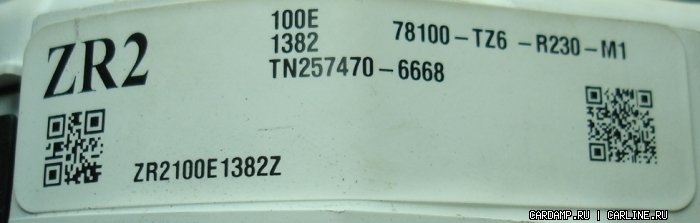 ZR2
100E
1382
TN257470-6668
78100-TZ6 -R230-M1
ZR2100E1382Z
CARDAMP.RU | CARLINE.RU